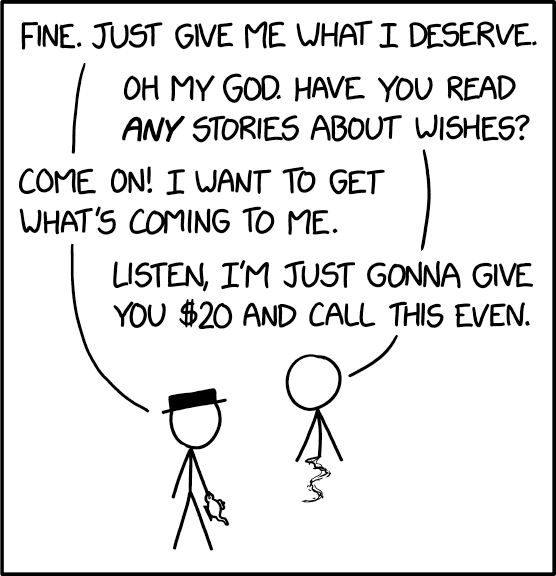 FINE. JUST GIVE ME WHAT I DESERVE.
OH MY GOD. HAVE YOU READ
ANY STORIES ABOUT WISHES?
COME ON! I WANT TO GET
WHAT'S COMING TO ME.
LISTEN, I'M JUST GONNA GIVE
YOU $20 AND CALL THIS EVEN.